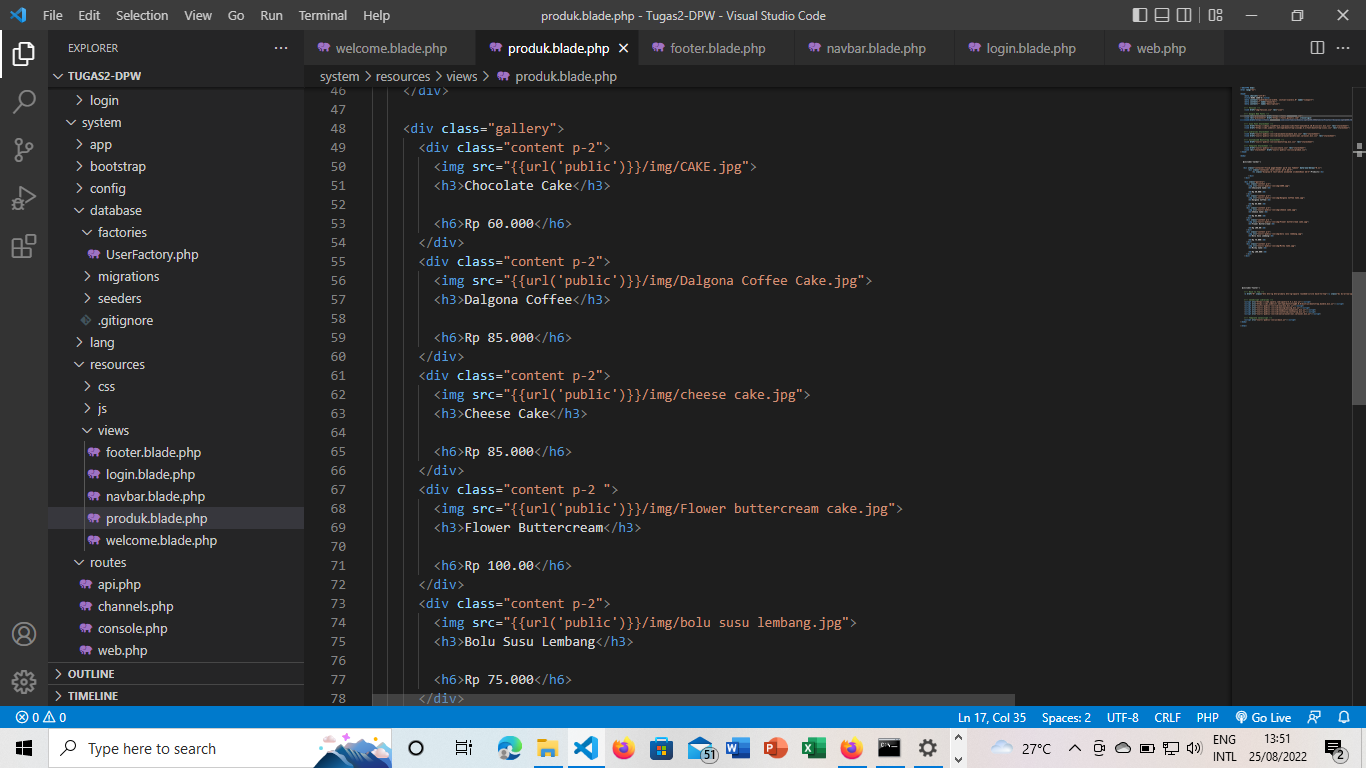 File Edit Selection View Go Run Terminal Help
produk.blade.php - Tugas2-DPW - Visual Studio Code
EXPLORER
TUGAS2-DPW
login
system
app
bootstrap
config
database
factories
UserFactory.php
migrations
seeders
.gitignore
lang
resources
css
js
views
footer.blade.php
login.blade.php
navbar.blade.php
produk.blade.php
welcome.blade.php
routes
api.php
channels.php
console.php
web.php
OUTLINE
TIMELINE
welcome.blade.php produk.blade.php footer.blade.php navbar.blade.php login.blade.php web.php
system > resources > views > produk.blade.php
46 </div>
47
48 <div class="gallery">
49 <div class="content p-2">
50 <img src="{{url('public')}}/img/CAKE.jpg">
51 <h3>Chocolate Cake</h3>
52
53 <h6>Rp 60.000</h6>
54 </div>
55 <div class="content p-2">
56 <img src="{{url('public')}}/img/Dalgona Coffee Cake.jpg">
57 <h3>Dalgona Coffee</h3>
58
59 <h6>Rp 85.000</h6>
60 </div>
61 <div class="content p-2">
62 <img src="{{url('public')}}/img/cheese cake.jpg">
63 <h3>Cheese Cake</h3>
64
65 <h6>Rp 85.000</h6>
66 </div>
67 <div class="content p-2 ">
68 <img src="{{url('public')}}/img/Flower buttercream cake.jpg">
69 <h3>Flower Buttercream</h3>
70
71 <h6>Rp 100.00</h6>
72 </div>
73 <div class="content p-2">
74 <img src="{{url('public')}}/img/bolu susu lembang.jpg">
75 <h3>Bolu Susu Lembang</h3>
76
77 <h6>Rp 75.000</h6>
78 </div>
0 0 Ln 17, Col 35 Spaces: 2 UTF-8 CRLF PHP Go Live
Type here to search
51
27°C
ENG
INTL
13:51
25/08/2022
2